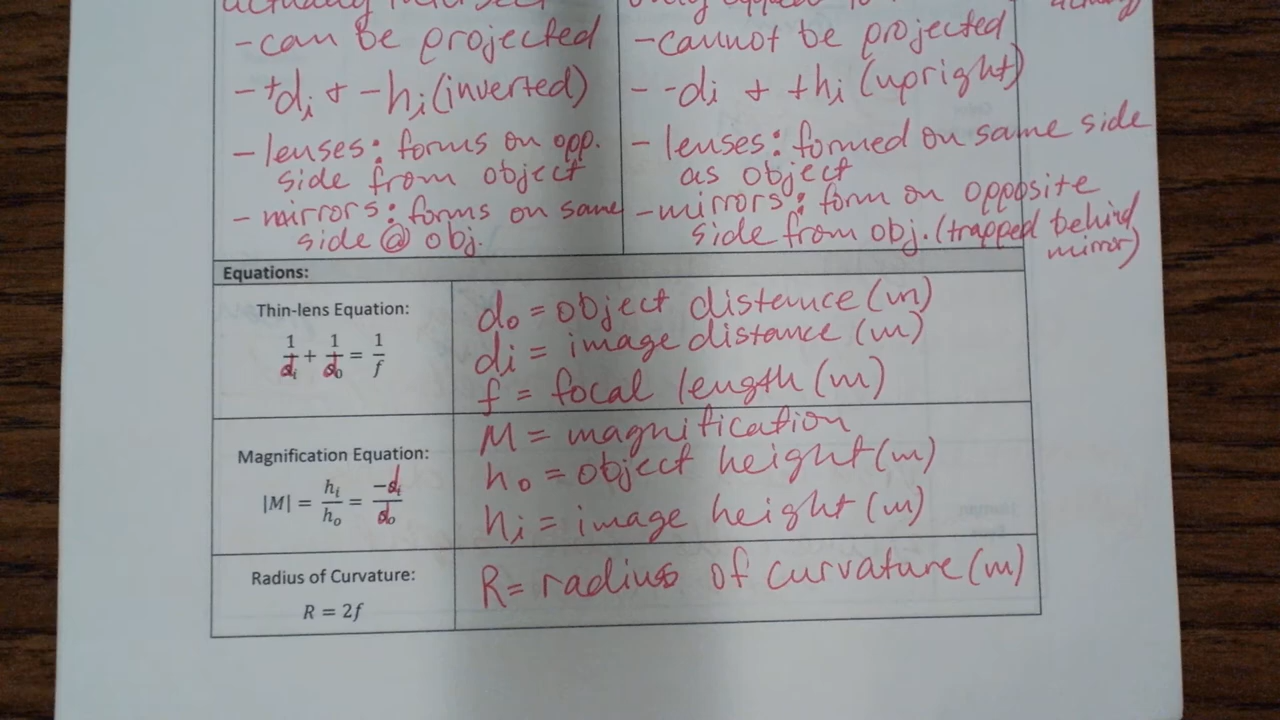 -can be projected
-cannot be projected
-+di & -hi (inverted)
- -di & +hi (upright)
-lenses: forms on opp.
side from object
-lenses: formed on same side
as object
-mirrors: forms on same
side @ obj.
-mirrors: form on opposite
side from obj. (trapped behind
mirror)
Equations:
Thin-lens Equation:
1/di + 1/do = 1/f
do = object distance (m)
di = image distance (m)
f = focal length (m)
Magnification Equation:
|M| = hi/ho = -di/do
M = magnification
ho = object height (m)
hi = image height (m)
Radius of Curvature:
R = 2f
R = radius of curvature (m)